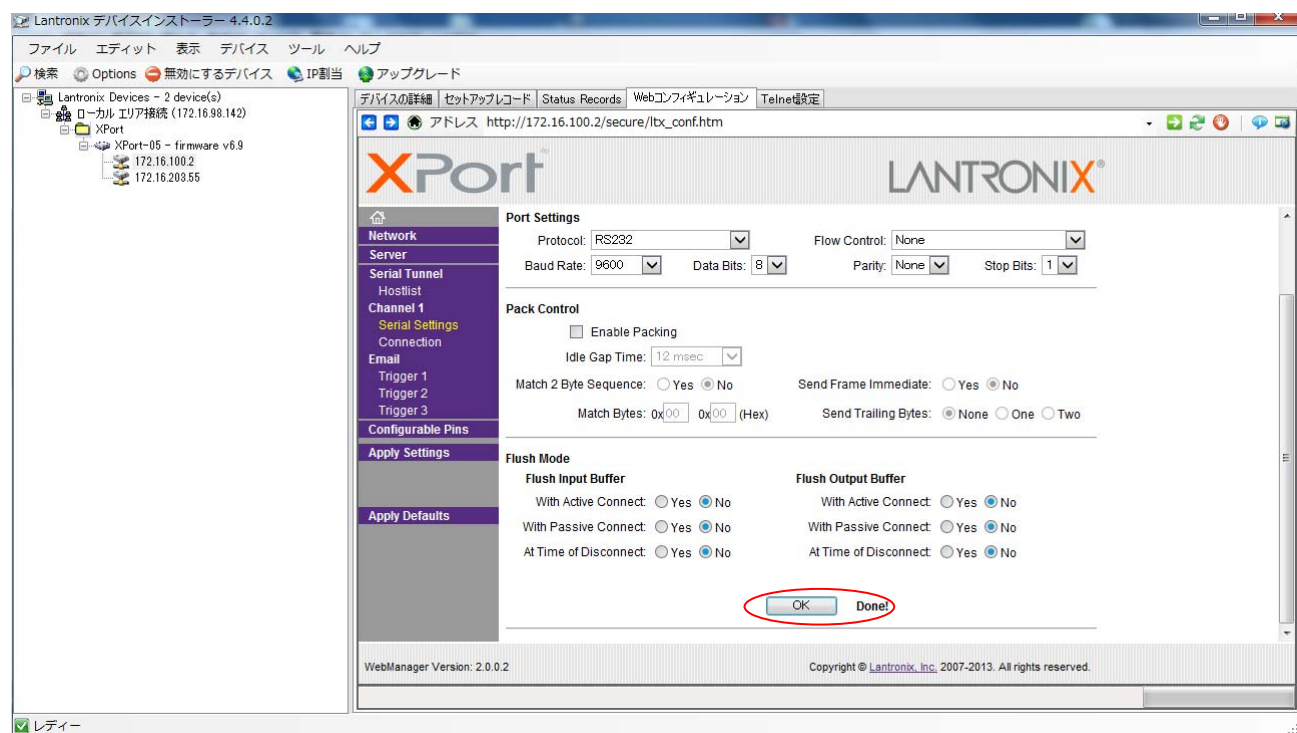 Lantronix デバイスインストーラー 4.4.0.2
ファイル エディット 表示 デバイス ツール ヘルプ
検索 Options 無効にするデバイス IP割当 アップグレード
Lantronix Devices - 2 device(s)
ローカル エリア接続 (172.16.98.142)
XPort
XPort-05 - firmware v6.9
172.16.100.2
172.16.203.55
デバイスの詳細 セットアップレコード Status Records Webコンフィギュレーション Telnet設定
アドレス http://172.16.100.2/secure/ltx_conf.htm
XPort
LANTRONIX®
Network
Server
Serial Tunnel
Hostlist
Channel 1
Serial Settings
Connection
Email
Trigger 1
Trigger 2
Trigger 3
Configurable Pins
Apply Settings
Apply Defaults
Port Settings
Protocol: RS232 Flow Control: None
Baud Rate: 9600 Data Bits: 8 Parity: None Stop Bits: 1
Pack Control
Enable Packing
Idle Gap Time: 12 msec
Match 2 Byte Sequence: Yes No Send Frame Immediate: Yes No
Match Bytes: 0x00 0x00 (Hex) Send Trailing Bytes: None One Two
Flush Mode
Flush Input Buffer Flush Output Buffer
With Active Connect: Yes No With Active Connect: Yes No
With Passive Connect: Yes No With Passive Connect: Yes No
At Time of Disconnect: Yes No At Time of Disconnect: Yes No
OK Done!
WebManager Version: 2.0.0.2 Copyright © Lantronix, Inc. 2007-2013. All rights reserved.
レディー